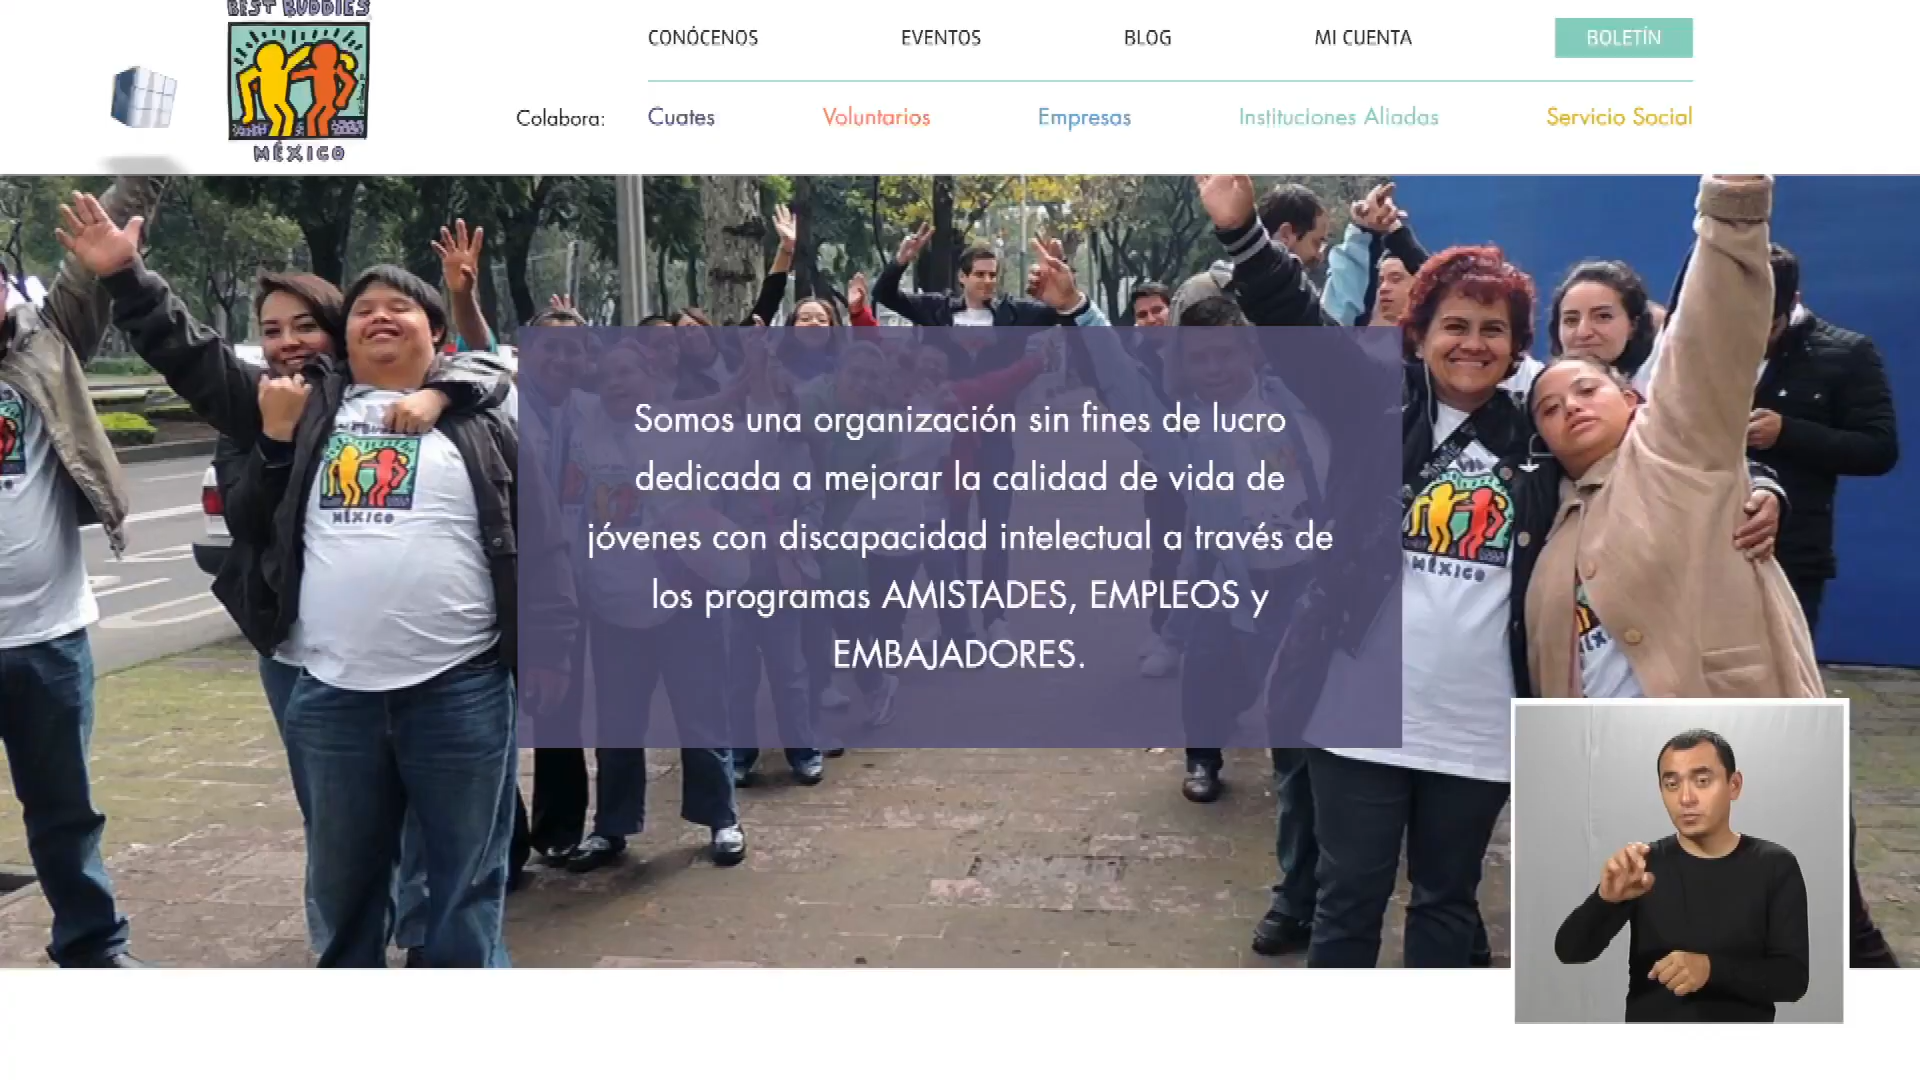 BEST BUDDIES
MÉXICO
CONÓCENOS
EVENTOS
BLOG
MI CUENTA
BOLETÍN
Colabora:
Cuates
Voluntarios
Empresas
Instituciones Aliadas
Servicio Social
Somos una organización sin fines de lucro
dedicada a mejorar la calidad de vida de
jóvenes con discapacidad intelectual a través de
los programas AMISTADES, EMPLEOS y
EMBAJADORES.
MÉXICO
MÉXICO